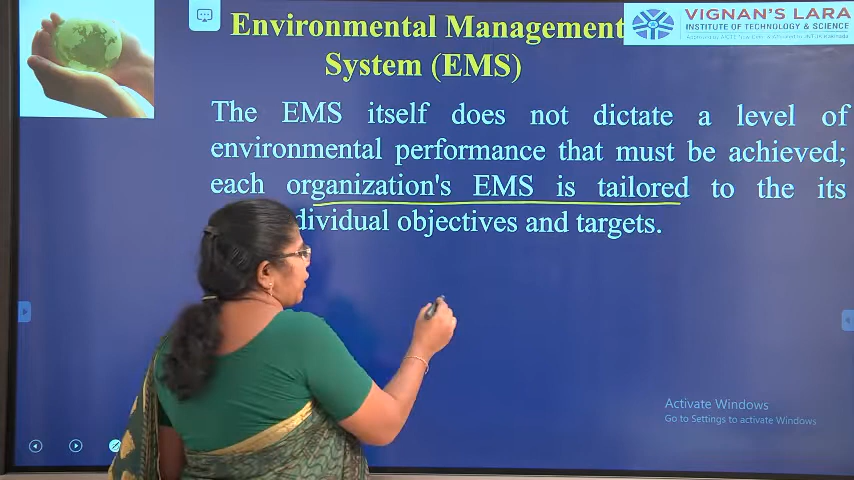 Environmental Management
System (EMS)
VIGNAN'S LARA
INSTITUTE OF TECHNOLOGY & SCIENCE
The EMS itself does not dictate a level of
environmental performance that must be achieved;
each organization's EMS is tailored to the its
dividual objectives and targets.
Activate Windows
Go to Settings to activate Windows